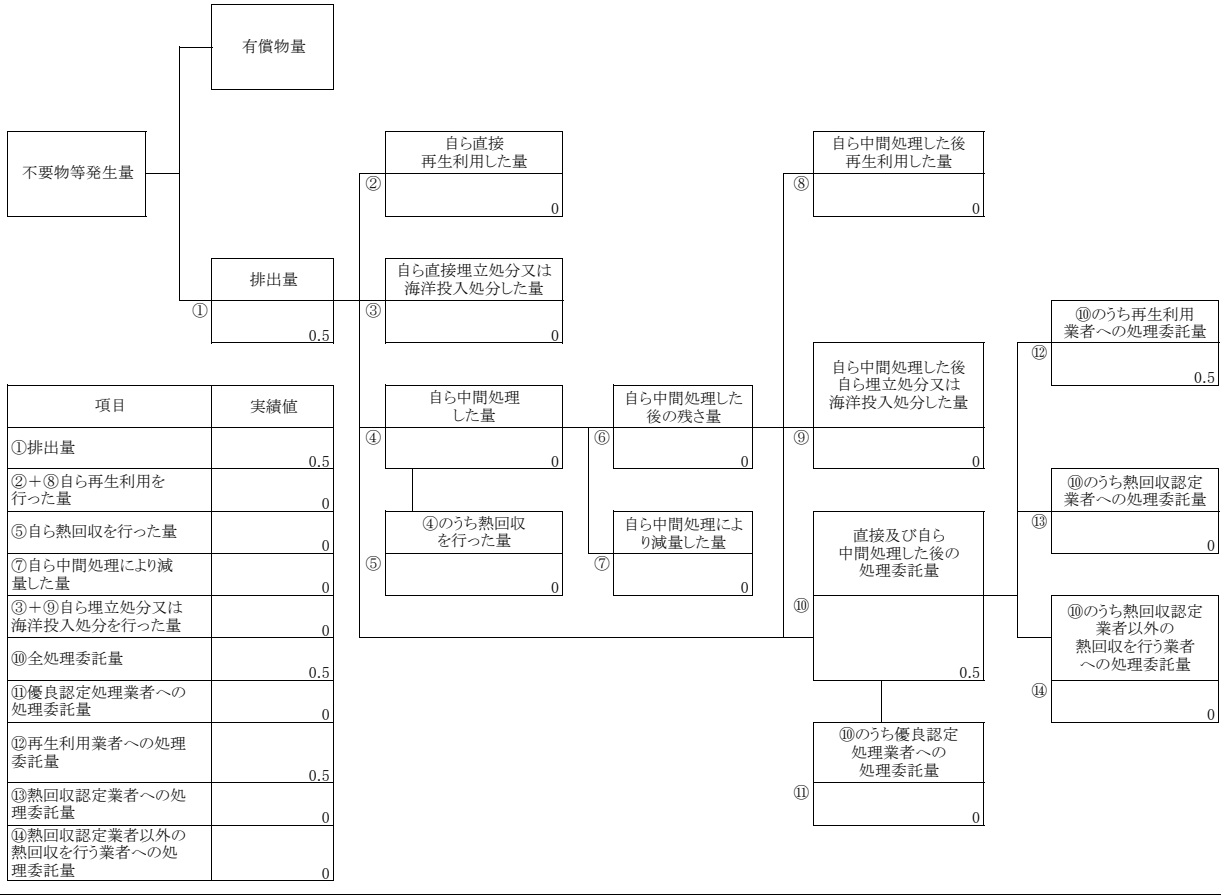 有償物量
不要物等発生量
自ら直接
再生利用した量
②
0
自ら中間処理した後
再生利用した量
⑧
0
排出量
①
0.5
自ら直接埋立処分又は
海洋投入処分した量
③
0
⑩のうち再生利用
業者への処理委託量
⑫
0.5
自ら中間処理
した量
④
0
自ら中間処理した
後の残さ量
⑥
0
自ら中間処理した後
自ら埋立処分又は
海洋投入処分した量
⑨
0
⑩のうち熱回収認定
業者への処理委託量
⑬
0
④のうち熱回収
を行った量
⑤
0
自ら中間処理によ
り減量した量
⑦
0
直接及び自ら
中間処理した後の
処理委託量
⑩
0.5
⑩のうち熱回収認定
業者以外の
熱回収を行う業者
への処理委託量
⑭
0
⑩のうち優良認定
処理業者への
処理委託量
⑪
0
項目 実績値
①排出量
0.5
②＋⑧自ら再生利用を
行った量
0
⑤自ら熱回収を行った量
0
⑦自ら中間処理により減
量した量
0
③＋⑨自ら埋立処分又は
海洋投入処分を行った量
0
⑩全処理委託量
0.5
⑪優良認定処理業者への
処理委託量
0
⑫再生利用業者への処理
委託量
0.5
⑬熱回収認定業者への処
理委託量
0
⑭熱回収認定業者以外の
熱回収を行う業者への処
理委託量
0